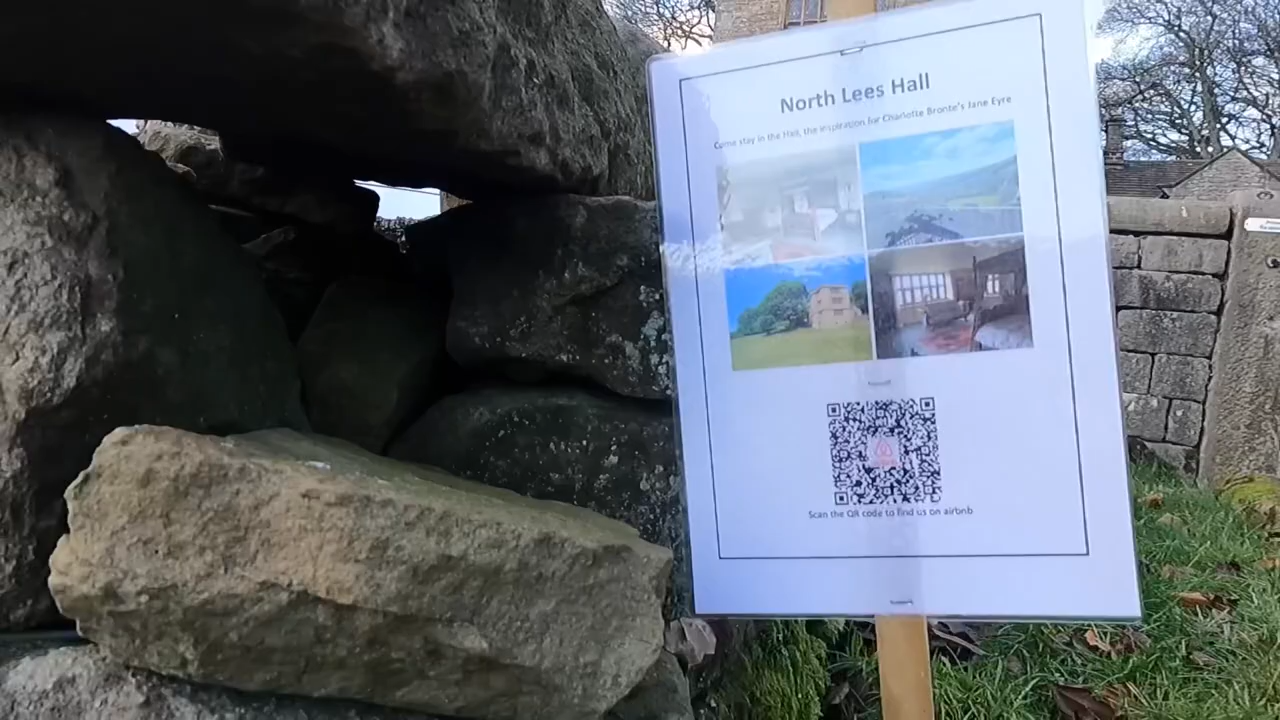 North Lees Hall
Come stay in the Hall, the inspiration for Charlotte Bronte's Jane Eyre
Scan the QR code to find us on airbnb